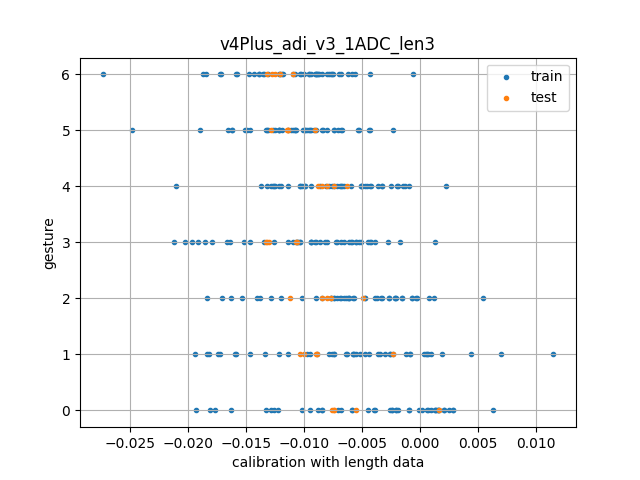 v4Plus_adi_v3_1ADC_len3
train
test
gesture
6
5
4
3
2
1
0
−0.025 −0.020 −0.015 −0.010 −0.005 0.000 0.005 0.010
calibration with length data